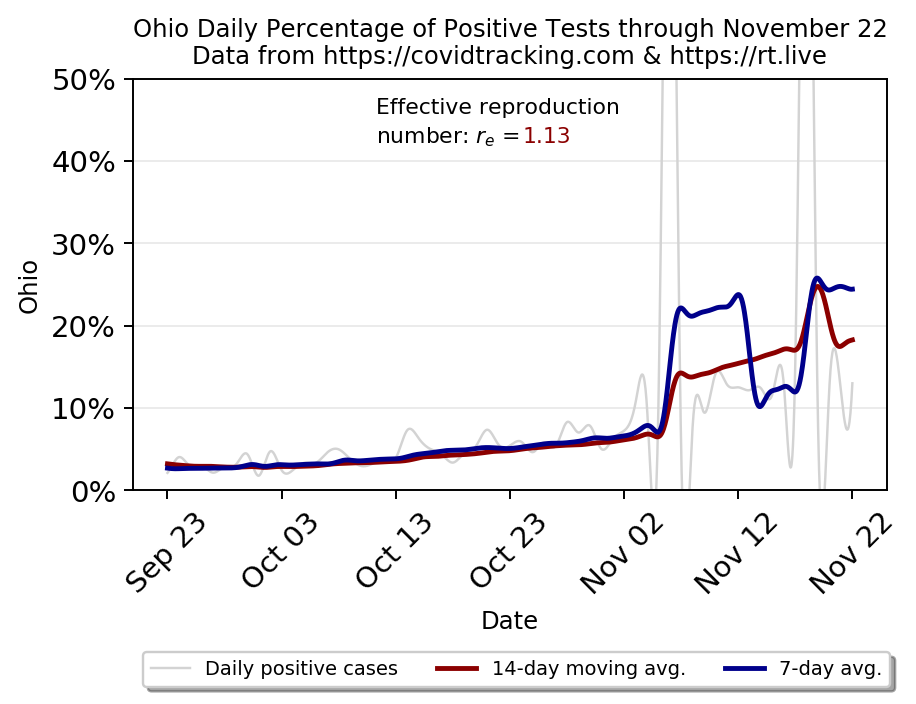 Ohio Daily Percentage of Positive Tests through November 22
Data from https://covidtracking.com & https://rt.live
50%
40%
30%
20%
10%
0%
Ohio
Effective reproduction
number: rₑ =1.13
Sep 23
Oct 03
Oct 13
Oct 23
Nov 02
Nov 12
Nov 22
Date
Daily positive cases
14-day moving avg.
7-day avg.